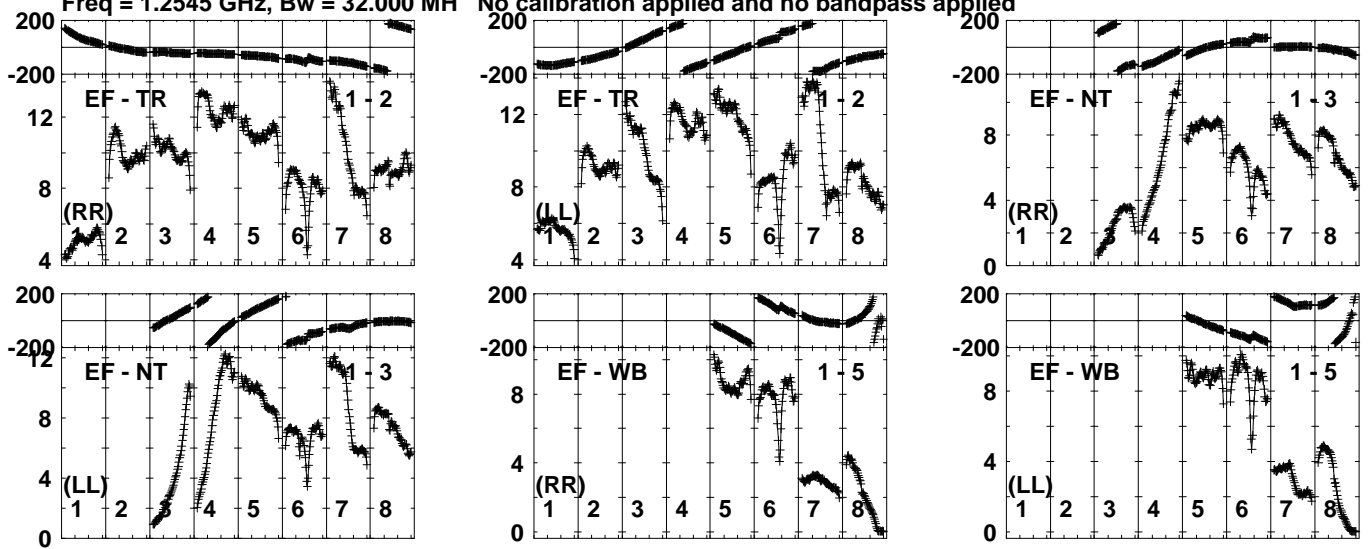 Freq = 1.2545 GHz, Bw = 32.000 MH No calibration applied and no bandpass applied
200
-200
EF - TR 1 - 2
12
8
(RR)
4
1 2 3 4 5 6 7 8
EF - TR 1 - 2
12
8
(LL)
4
1 2 3 4 5 6 7 8
200
-200
200
-200
EF - NT 1 - 3
8
4
(RR)
0
1 2 3 4 5 6 7 8
200
-200
12
EF - NT 1 - 3
8
4
(LL)
0
1 2 3 4 5 6 7 8
200
-200
EF - WB 1 - 5
8
4
(RR)
0
1 2 3 4 5 6 7 8
200
-200
EF - WB 1 - 5
8
4
(LL)
0
1 2 3 4 5 6 7 8